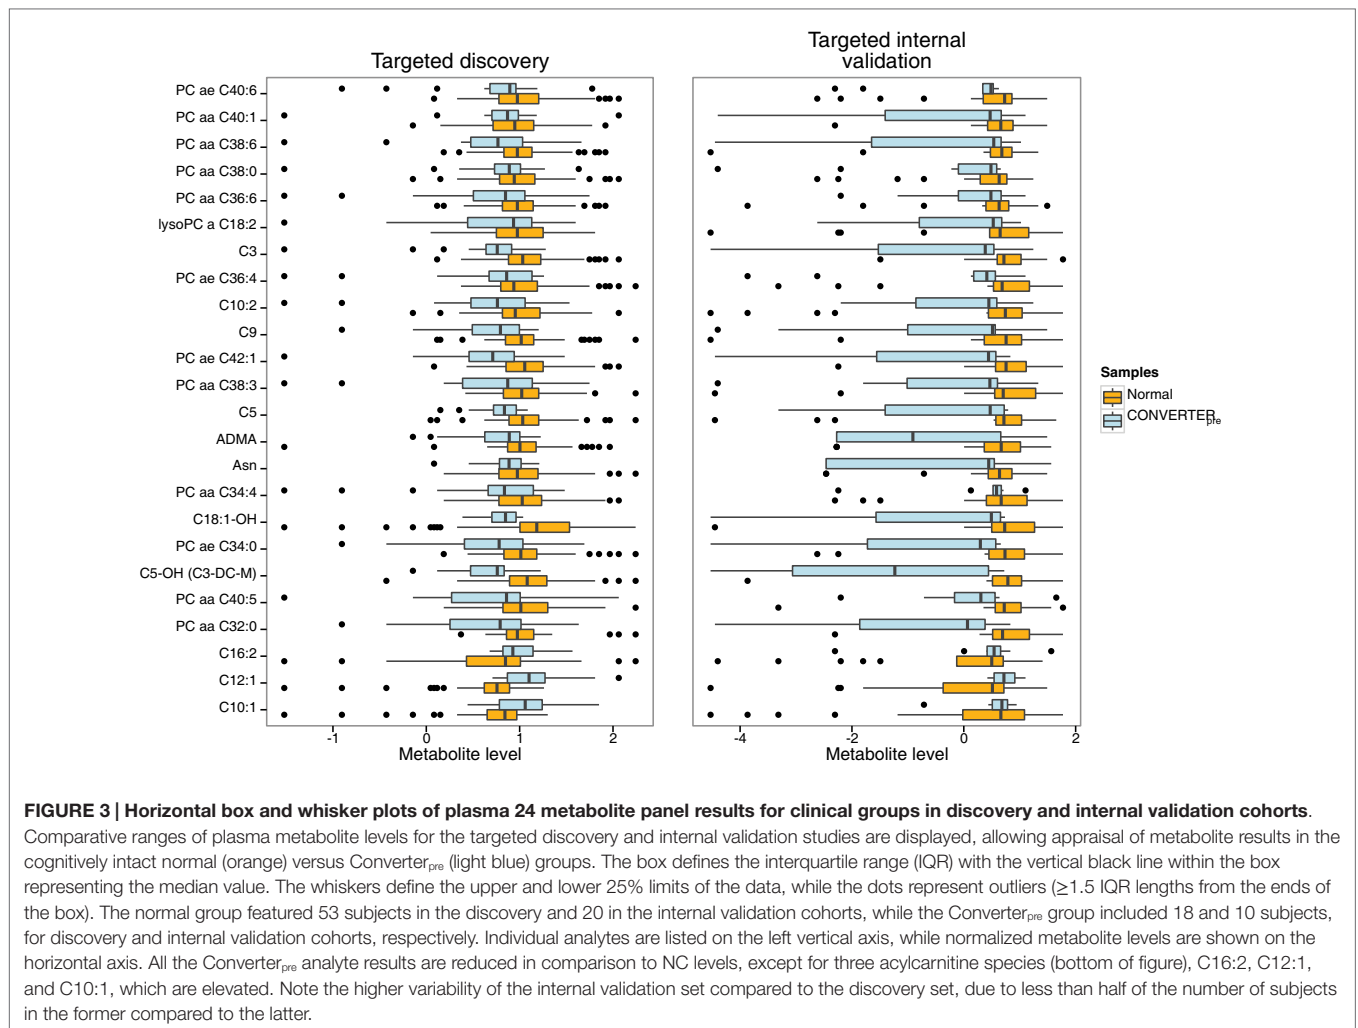 Targeted discovery
Targeted internal
validation
PC ae C40:6
PC aa C40:1
PC aa C38:6
PC aa C38:0
PC aa C36:6
lysoPC a C18:2
C3
PC ae C36:4
C10:2
C9
PC ae C42:1
PC aa C38:3
C5
ADMA
Asn
PC aa C34:4
C18:1-OH
PC ae C34:0
C5-OH (C3-DC-M)
PC aa C40:5
PC aa C32:0
C16:2
C12:1
C10:1
-1 0 1 2
Metabolite level
-4 -2 0 2
Metabolite level
Samples
Normal
CONVERTERpre
FIGURE 3 | Horizontal box and whisker plots of plasma 24 metabolite panel results for clinical groups in discovery and internal validation cohorts.
Comparative ranges of plasma metabolite levels for the targeted discovery and internal validation studies are displayed, allowing appraisal of metabolite results in the
cognitively intact normal (orange) versus Converterpre (light blue) groups. The box defines the interquartile range (IQR) with the vertical black line within the box
representing the median value. The whiskers define the upper and lower 25% limits of the data, while the dots represent outliers (≥1.5 IQR lengths from the ends of
the box). The normal group featured 53 subjects in the discovery and 20 in the internal validation cohorts, while the Converterpre group included 18 and 10 subjects,
for discovery and internal validation cohorts, respectively. Individual analytes are listed on the left vertical axis, while normalized metabolite levels are shown on the
horizontal axis. All the Converterpre analyte results are reduced in comparison to NC levels, except for three acylcarnitine species (bottom of figure), C16:2, C12:1,
and C10:1, which are elevated. Note the higher variability of the internal validation set compared to the discovery set, due to less than half of the number of subjects
in the former compared to the latter.